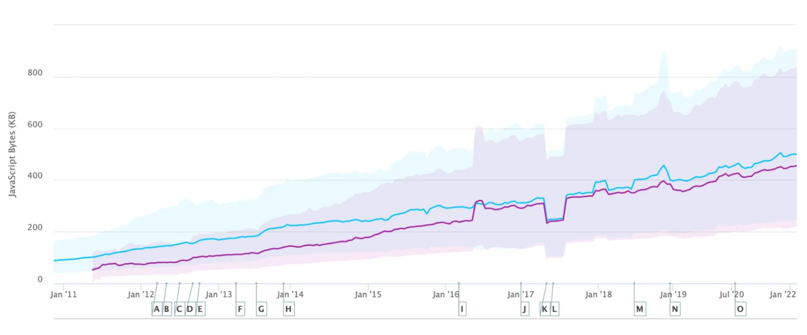 800
600
400
200
0
JavaScript Bytes (KB)
Jan '11 Jan '12 Jan '13 Jan '14 Jan '15 Jan '16 Jan '17 Jan '18 Jan '19 Jul '20 Jan '22
A B C D E F G H I J K L M N O